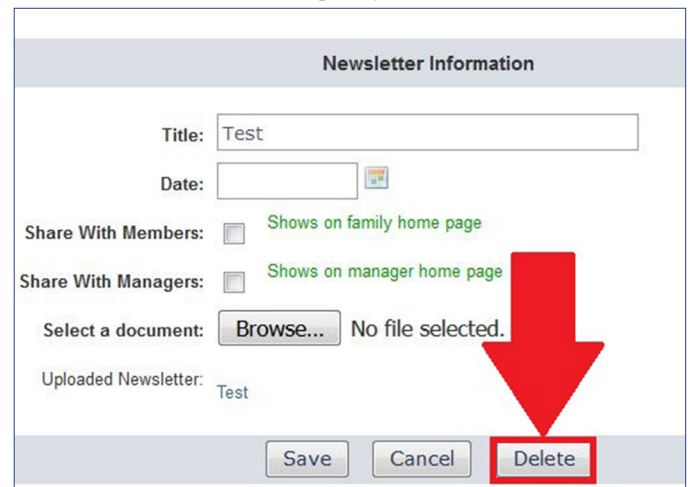 Newsletter Information
Title: Test
Date:
Share With Members: Shows on family home page
Share With Managers: Shows on manager home page
Select a document: Browse... No file selected.
Uploaded Newsletter: Test
Save Cancel Delete